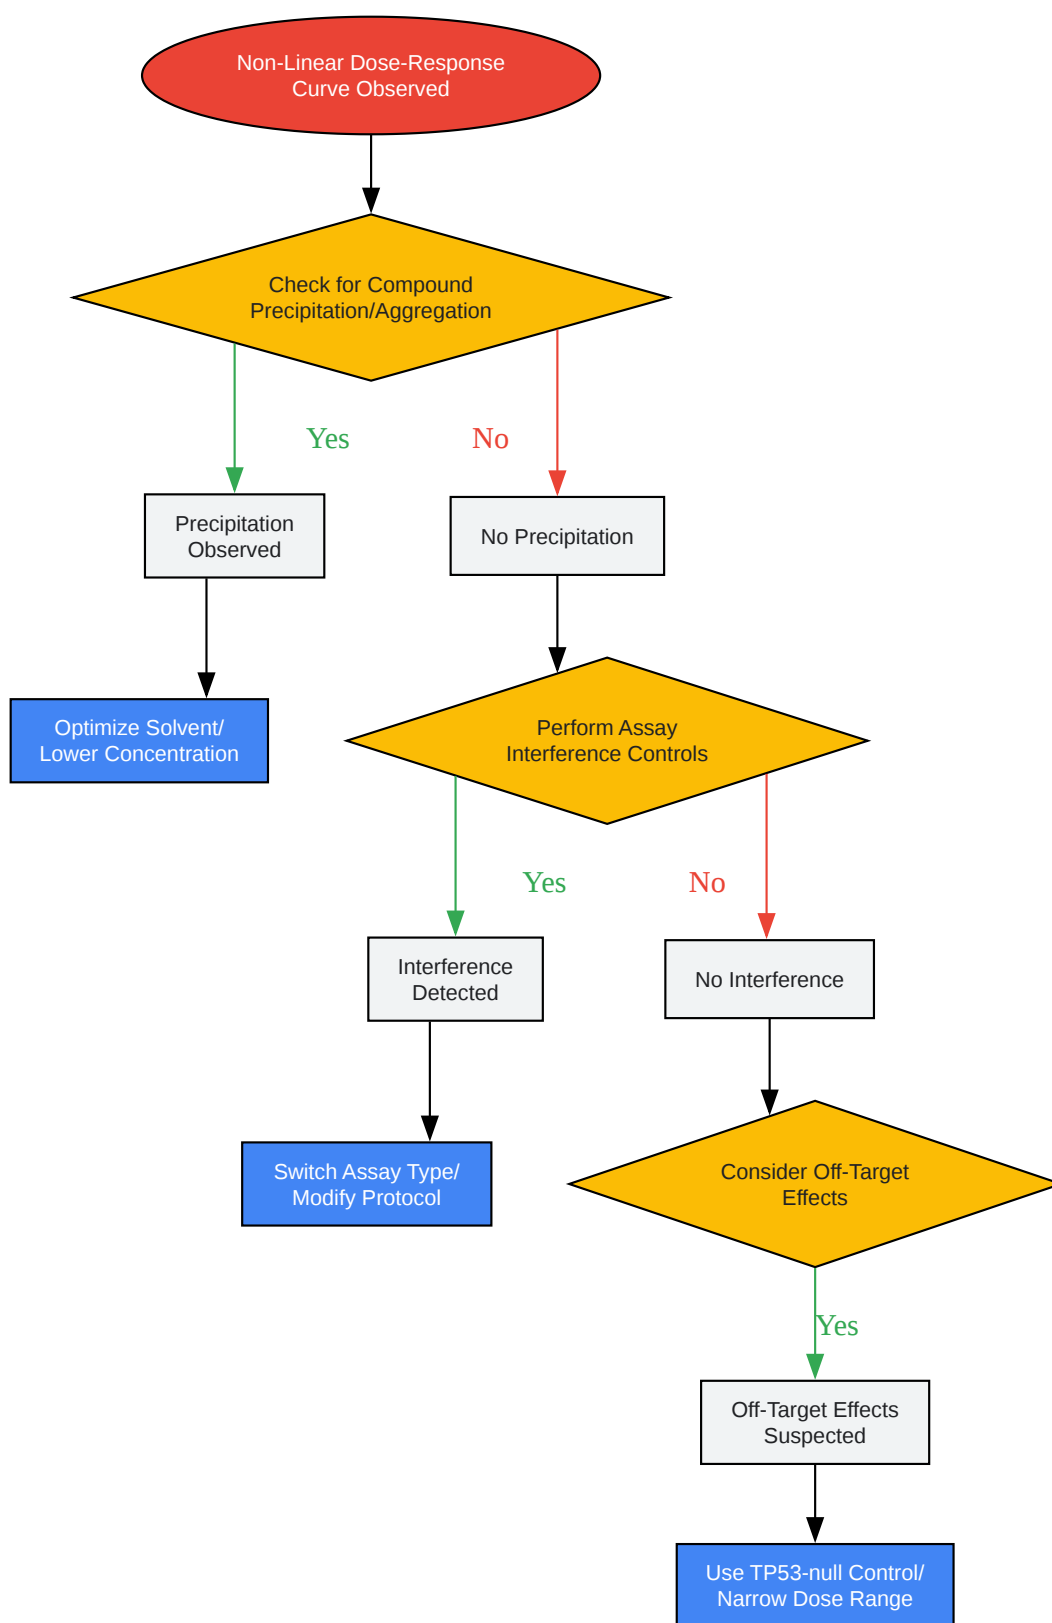 Non-Linear Dose-Response
Curve Observed
Check for Compound
Precipitation/Aggregation
Yes
No
Precipitation
Observed
No Precipitation
Optimize Solvent/
Lower Concentration
Perform Assay
Interference Controls
Yes
No
Interference
Detected
No Interference
Switch Assay Type/
Modify Protocol
Consider Off-Target
Effects
Yes
Off-Target Effects
Suspected
Use TP53-null Control/
Narrow Dose Range